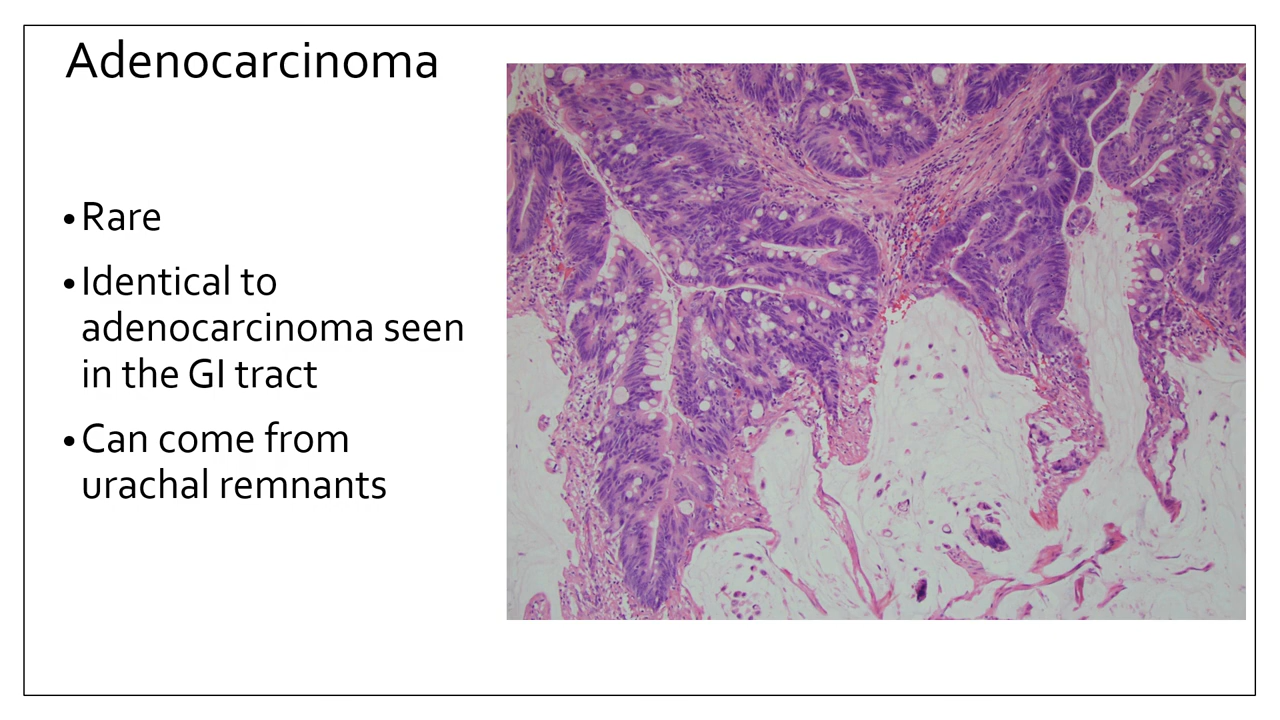 Adenocarcinoma
• Rare
• Identical to
adenocarcinoma seen
in the GI tract
• Can come from
urachal remnants